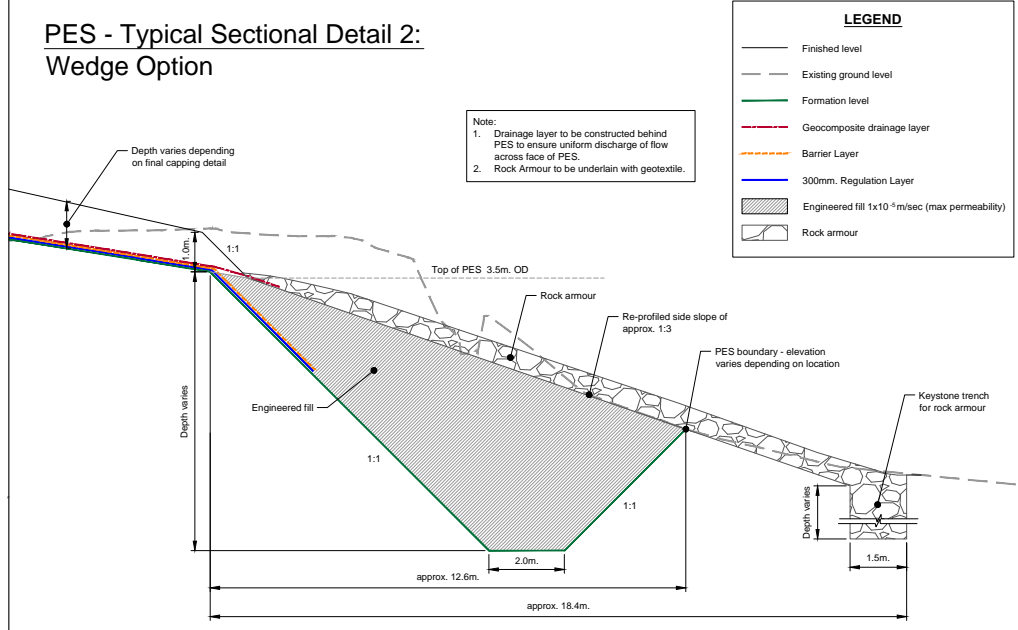 PES - Typical Sectional Detail 2:
Wedge Option
LEGEND
Finished level
Existing ground level
Formation level
Geocomposite drainage layer
Barrier Layer
300mm. Regulation Layer
Engineered fill 1x10⁻⁵m/sec (max permeability)
Rock armour
Note:
1. Drainage layer to be constructed behind
PES to ensure uniform discharge of flow
across face of PES.
2. Rock Armour to be underlain with geotextile.
Depth varies depending
on final capping detail
1.0m.
1:1
Top of PES 3.5m. OD
Rock armour
Re-profiled side slope of
approx. 1:3
PES boundary - elevation
varies depending on location
Keystone trench
for rock armour
Engineered fill
Depth varies
1:1
1:1
Depth varies
2.0m.
1.5m.
approx. 12.6m.
approx. 18.4m.